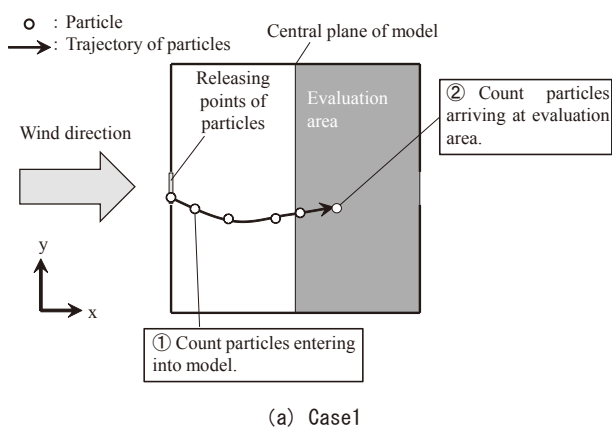 : Particle
: Trajectory of particles
Central plane of model
Releasing
points of
particles
Evaluation
area
② Count particles
arriving at evaluation
area.
Wind direction
y
x
① Count particles entering
into model.
(a) Case1